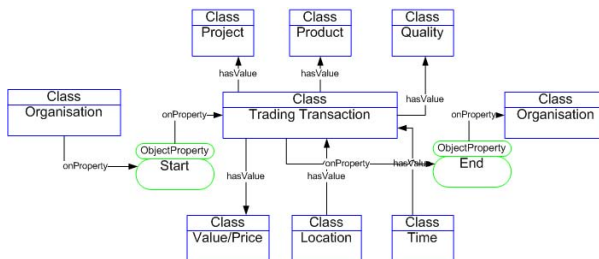 Class
Project
Class
Product
Class
Quality
hasValue
hasValue
hasValue
Class
Organisation
onProperty
Class
Trading Transaction
onProperty
Class
Organisation
onProperty
ObjectProperty
Start
onProperty
hasValue
ObjectProperty
End
hasValue
hasValue
Class
Value/Price
Class
Location
Class
Time